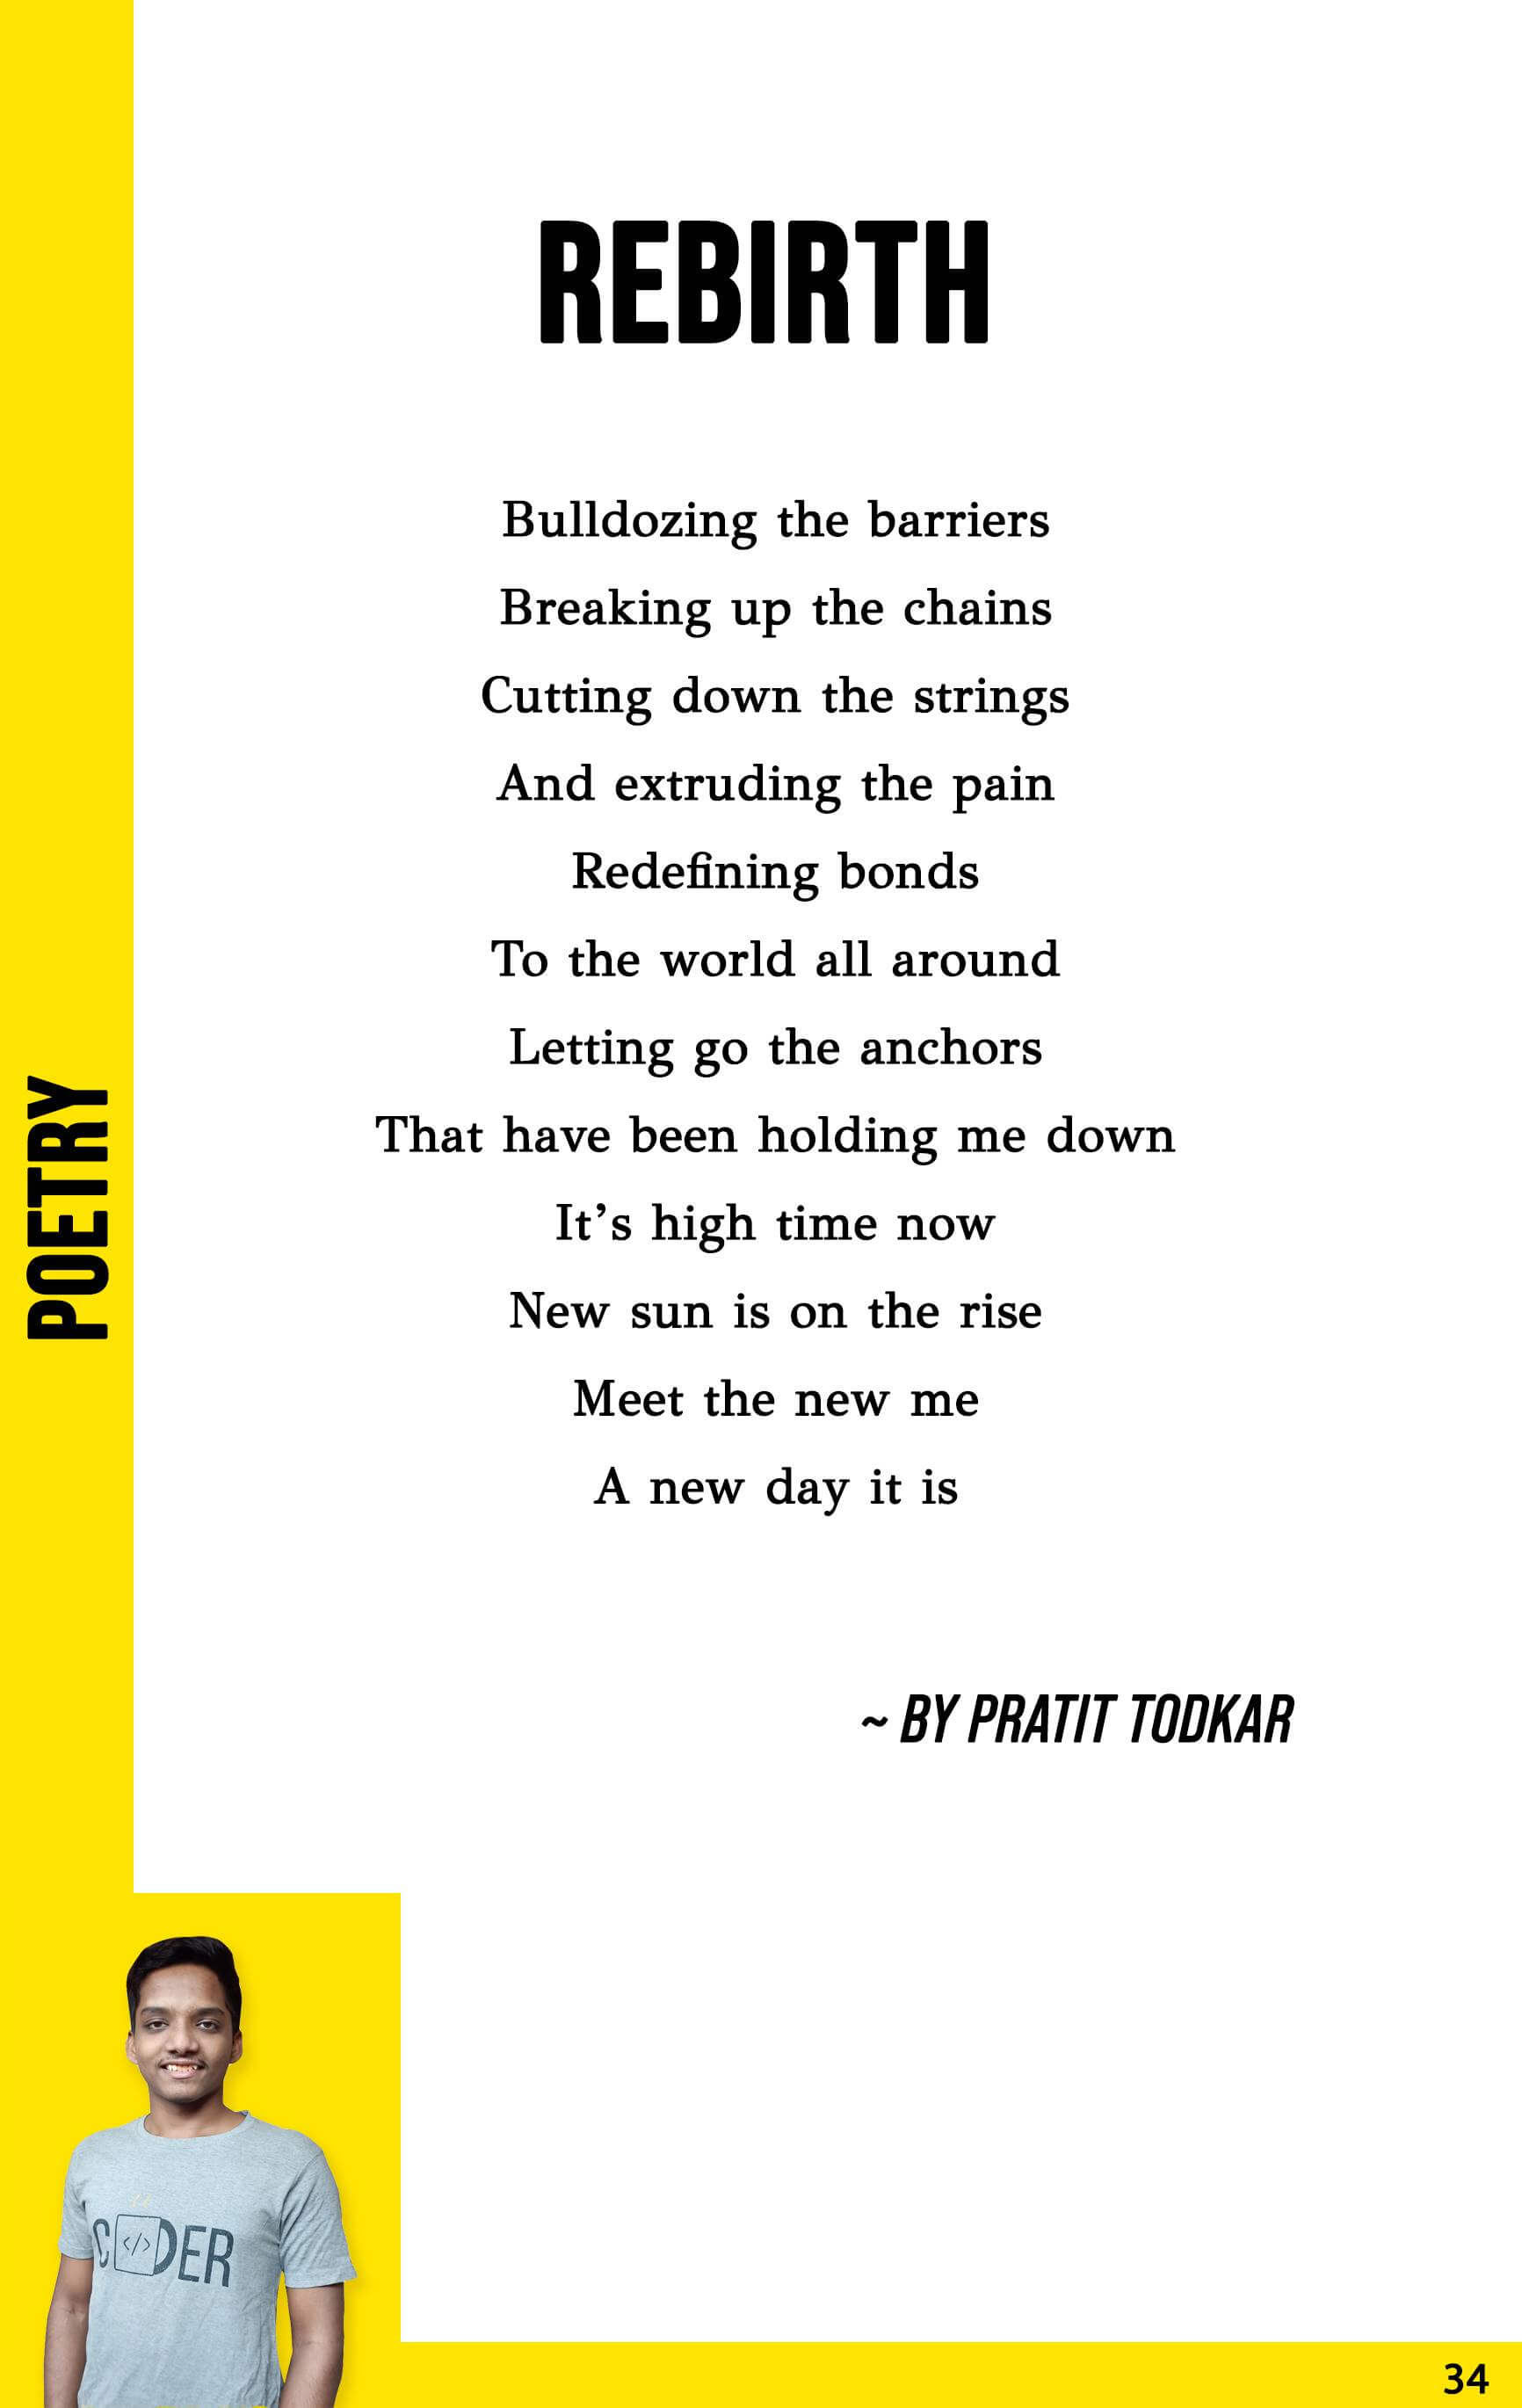 REBIRTH
Bulldozing the barriers
Breaking up the chains
Cutting down the strings
And extruding the pain
Redefining bonds
To the world all around
Letting go the anchors
That have been holding me down
It’s high time now
New sun is on the rise
Meet the new me
A new day it is
~ BY PRATIT TODKAR
POETRY
C</>DER
34